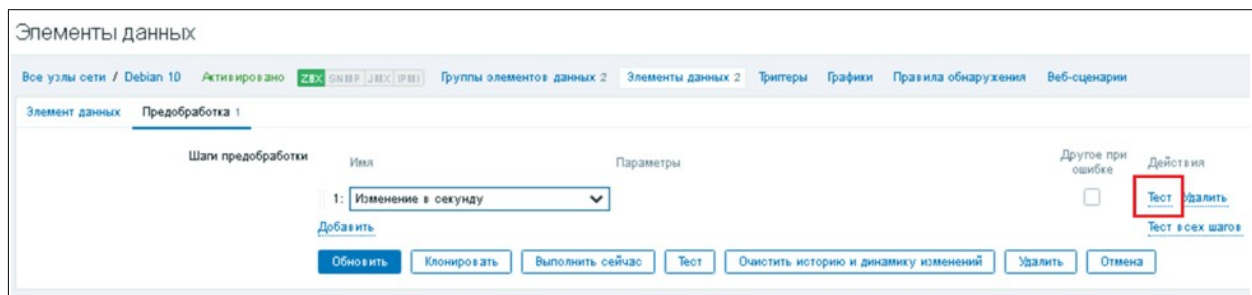 Элементы данных
Все узлы сети / Debian 10 Активировано ZBX SNMP JMX IPMI Группы элементов данных 2 Элементы данных 2 Триггеры Графики Правила обнаружения Веб-сценарии
Элемент данных Предобработка 1
Шаги предобработки Имя Параметры Другое при ошибке Действия
1: Изменение в секунду Тест Удалить
Добавить Тест всех шагов
Обновить Клонировать Выполнить сейчас Тест Очистить историю и динамику изменений Удалить Отмена